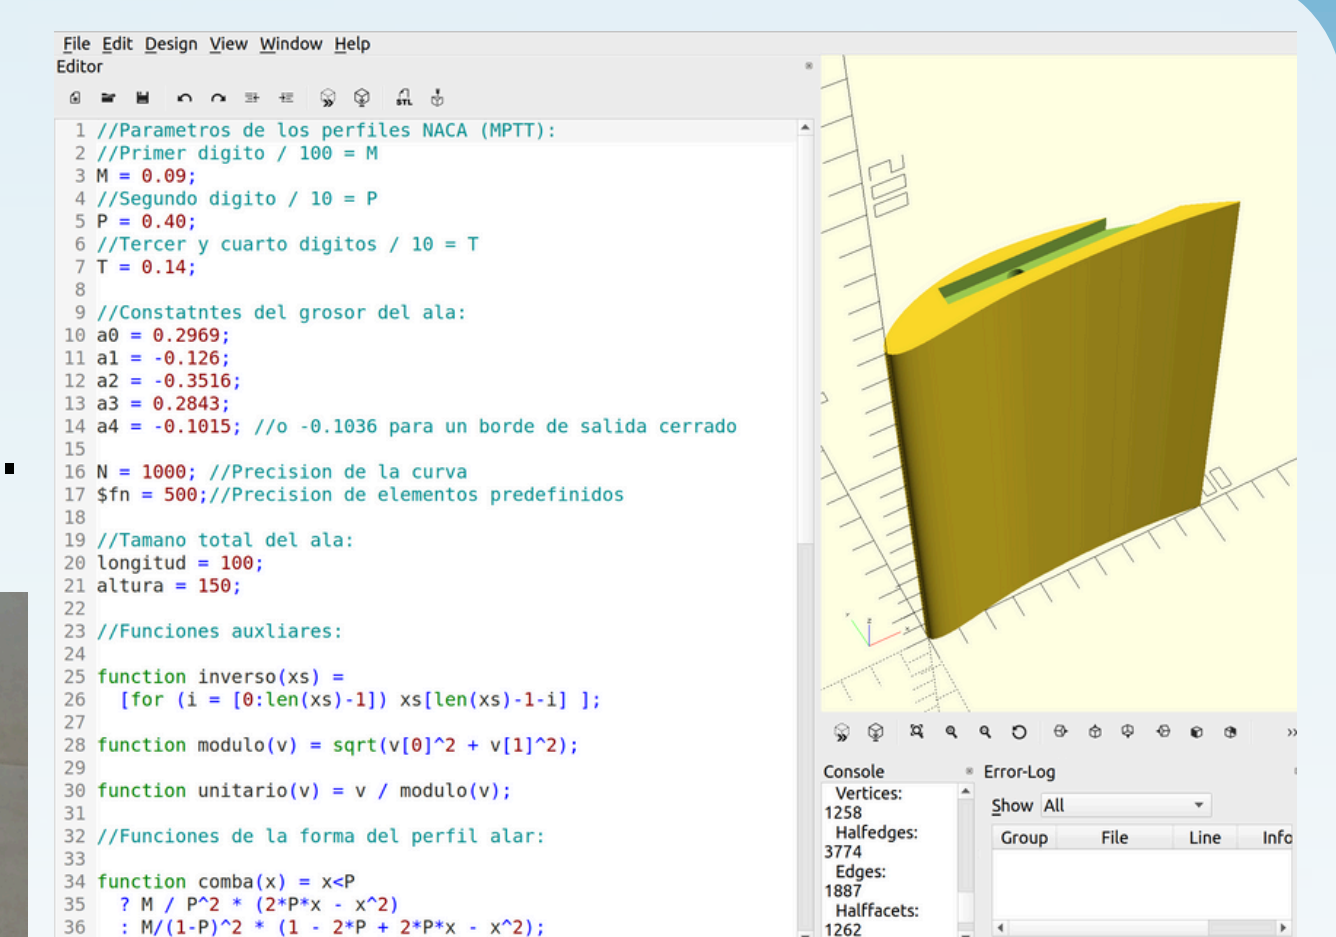 File Edit Design View Window Help
Editor
STL
1 //Parametros de los perfiles NACA (MPTT):
2 //Primer digito / 100 = M
3 M = 0.09;
4 //Segundo digito / 10 = P
5 P = 0.40;
6 //Tercer y cuarto digitos / 10 = T
7 T = 0.14;
8
9 //Constatntes del grosor del ala:
10 a0 = 0.2969;
11 a1 = -0.126;
12 a2 = -0.3516;
13 a3 = 0.2843;
14 a4 = -0.1015; //o -0.1036 para un borde de salida cerrado
15
16 N = 1000; //Precision de la curva
17 $fn = 500;//Precision de elementos predefinidos
18
19 //Tamano total del ala:
20 longitud = 100;
21 altura = 150;
22
23 //Funciones auxliares:
24
25 function inverso(xs) =
26 [for (i = [0:len(xs)-1]) xs[len(xs)-1-i] ];
27
28 function modulo(v) = sqrt(v[0]^2 + v[1]^2);
29
30 function unitario(v) = v / modulo(v);
31
32 //Funciones de la forma del perfil alar:
33
34 function comba(x) = x<P
35 ? M / P^2 * (2*P*x - x^2)
36 : M/(1-P)^2 * (1 - 2*P + 2*P*x - x^2);
Console
Vertices:
1258
Halfedges:
3774
Edges:
1887
Halffacets:
1262
Error-Log
Show All
Group File Line Info